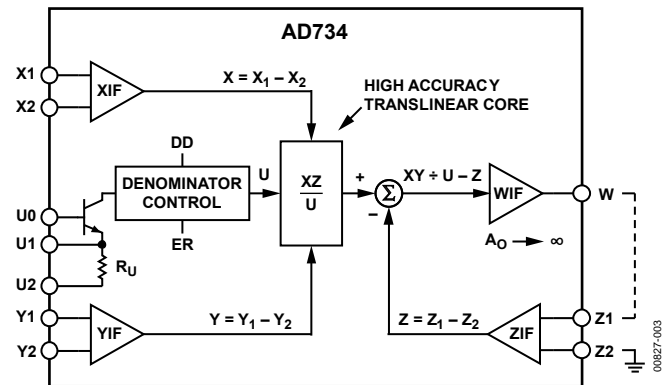 AD734
X1
X2
XIF
X = X1 – X2
HIGH ACCURACY
TRANSLINEAR CORE
DD
DENOMINATOR
CONTROL
ER
U
XZ
U
+
Σ
–
XY ÷ U – Z
WIF
AO → ∞
W
U0
U1
U2
RU
Y1
Y2
YIF
Y = Y1 – Y2
Z = Z1 – Z2
ZIF
Z1
Z2
00827-003